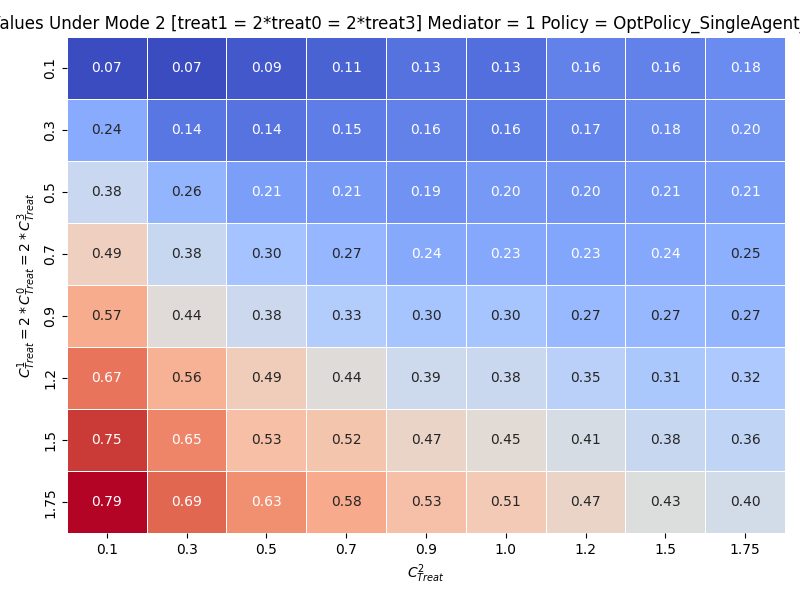 alues Under Mode 2 [treat1 = 2*treat0 = 2*treat3] Mediator = 1 Policy = OptPolicy_SingleAgent_
0.1 0.07 0.07 0.09 0.11 0.13 0.13 0.16 0.16 0.18
0.3 0.24 0.14 0.14 0.15 0.16 0.16 0.17 0.18 0.20
0.5 0.38 0.26 0.21 0.21 0.19 0.20 0.20 0.21 0.21
0.7 0.49 0.38 0.30 0.27 0.24 0.23 0.23 0.24 0.25
0.9 0.57 0.44 0.38 0.33 0.30 0.30 0.27 0.27 0.27
1.2 0.67 0.56 0.49 0.44 0.39 0.38 0.35 0.31 0.32
1.5 0.75 0.65 0.53 0.52 0.47 0.45 0.41 0.38 0.36
1.75 0.79 0.69 0.63 0.58 0.53 0.51 0.47 0.43 0.40
0.1 0.3 0.5 0.7 0.9 1.0 1.2 1.5 1.75
C^2_Treat
C^1_Treat = 2 * C^0_Treat = 2 * C^3_Treat